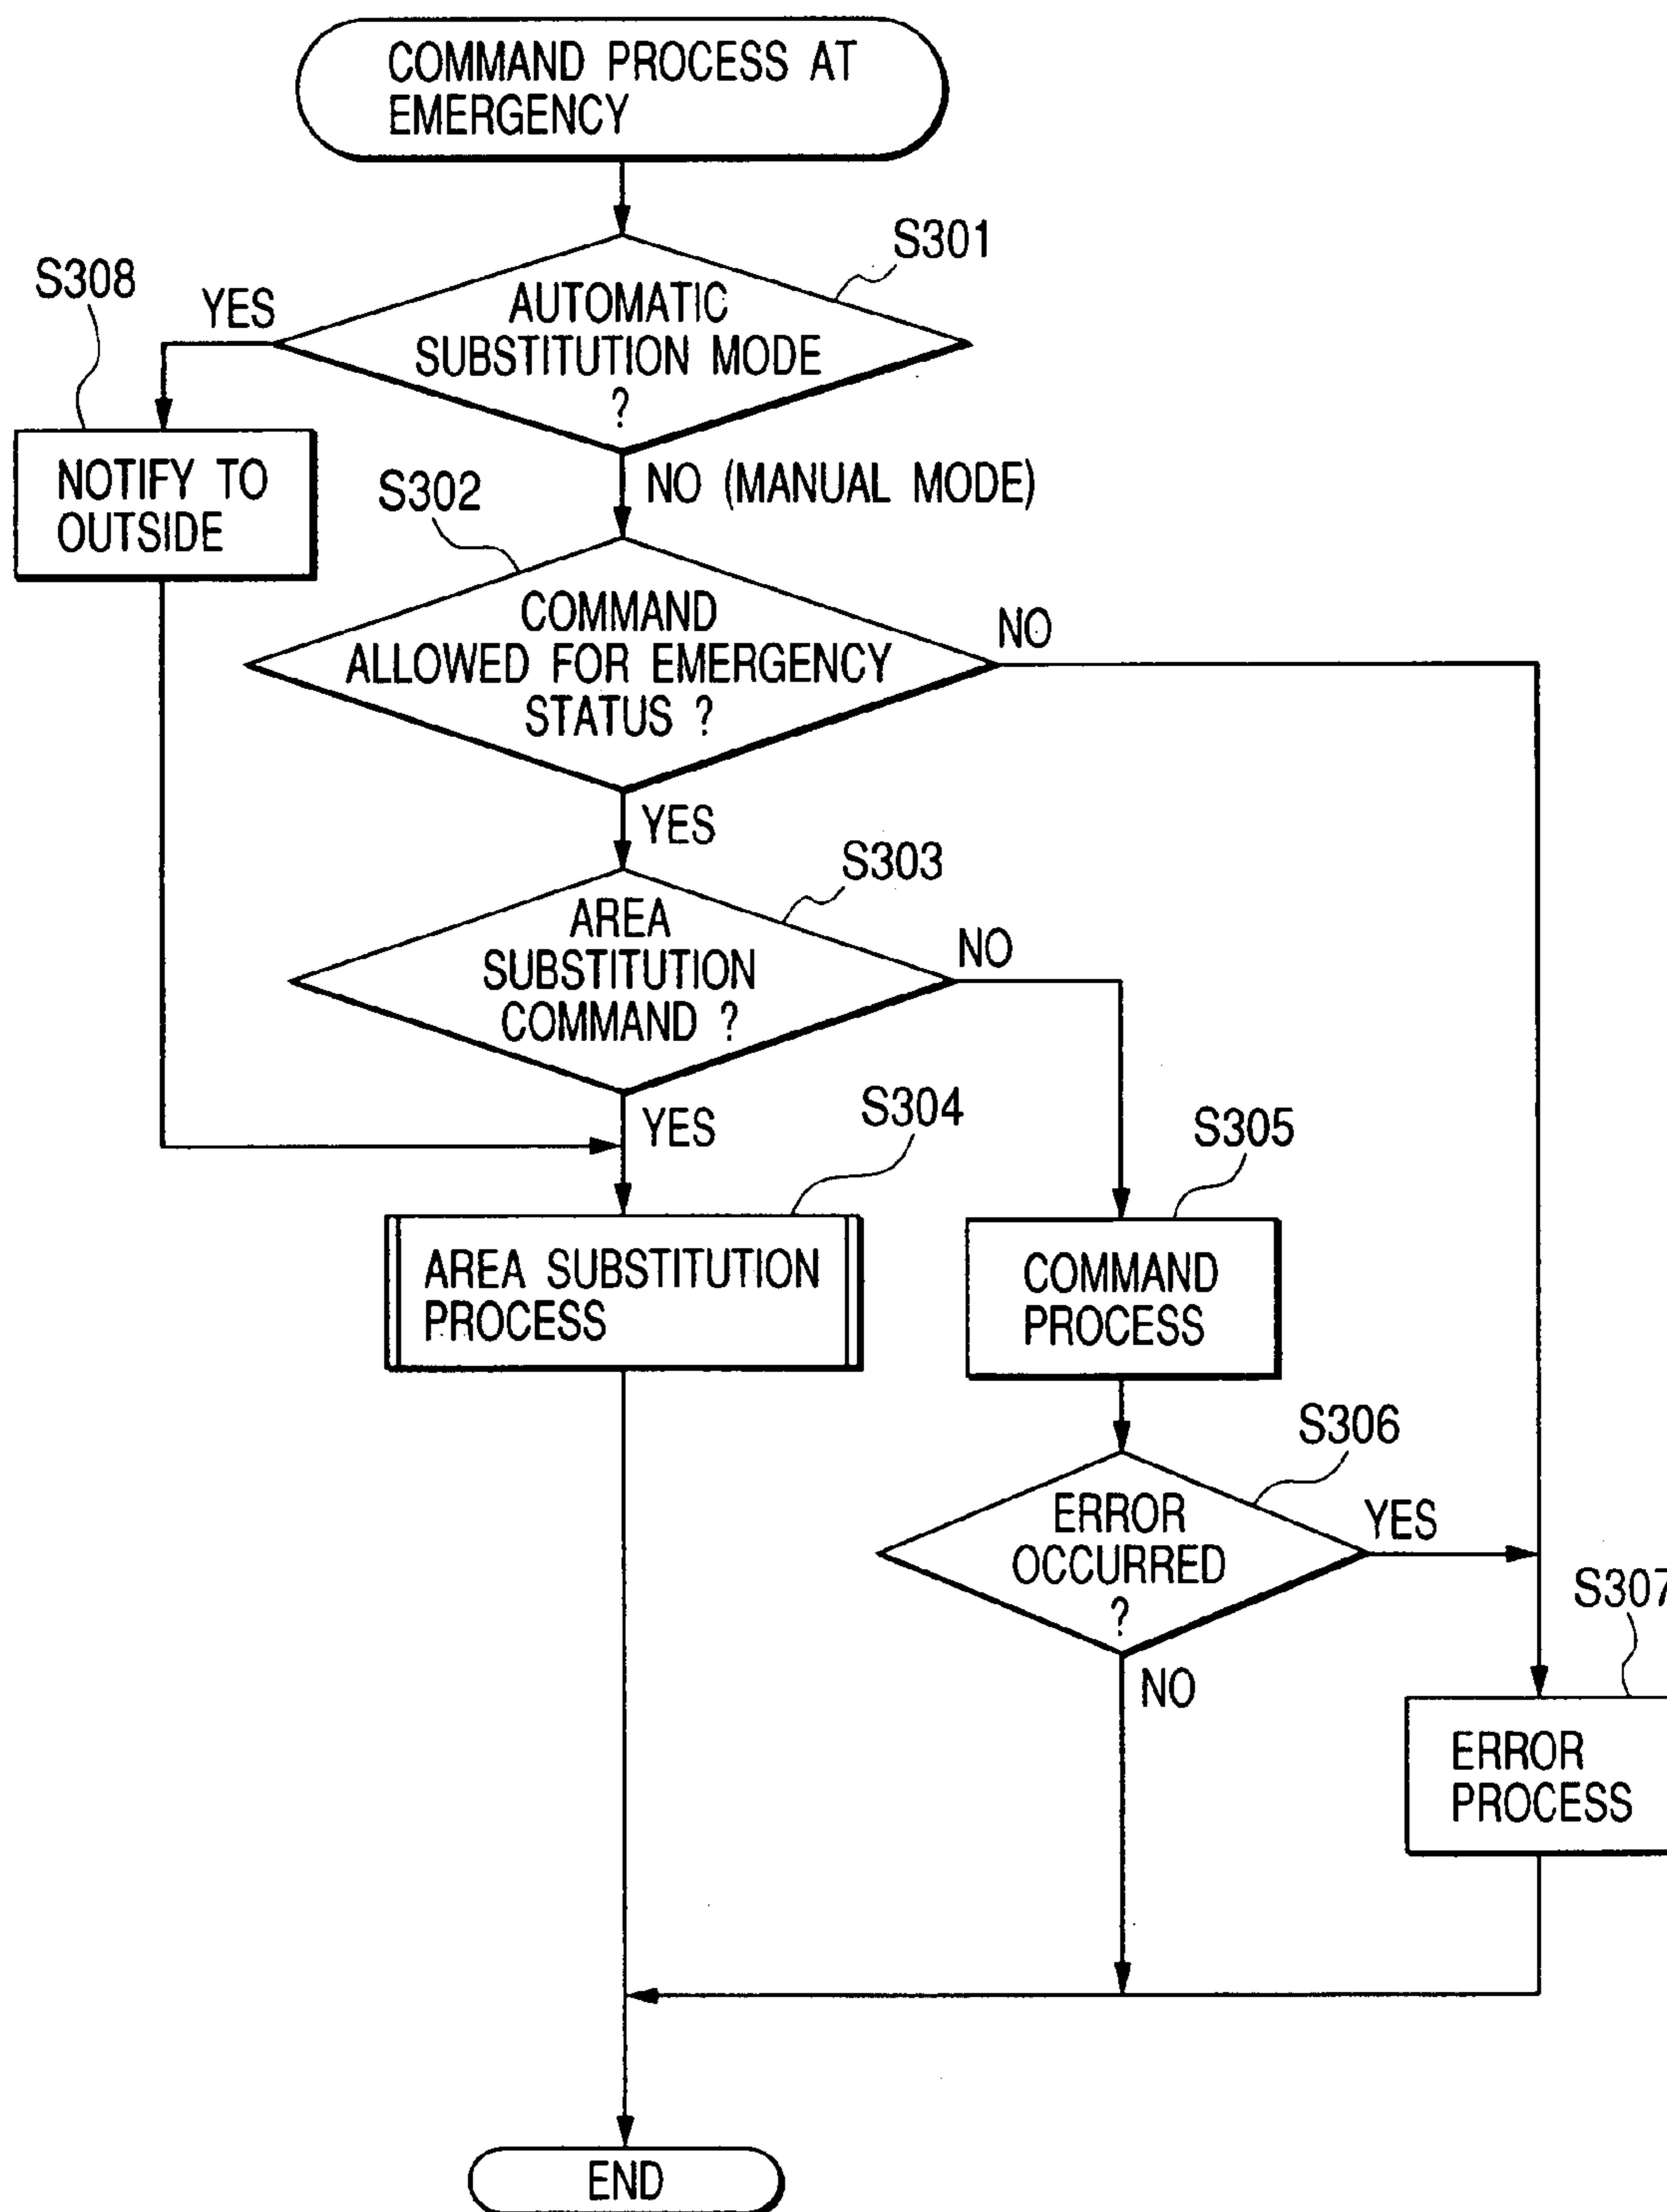 COMMAND PROCESS AT
EMERGENCY
S301
S308
YES
AUTOMATIC
SUBSTITUTION MODE
?
NOTIFY TO
OUTSIDE
S302
NO (MANUAL MODE)
COMMAND
ALLOWED FOR EMERGENCY
STATUS ?
NO
YES
S303
AREA
SUBSTITUTION
COMMAND ?
NO
YES
S304
S305
AREA SUBSTITUTION
PROCESS
COMMAND
PROCESS
S306
ERROR
OCCURRED
?
YES
S307
NO
ERROR
PROCESS
END